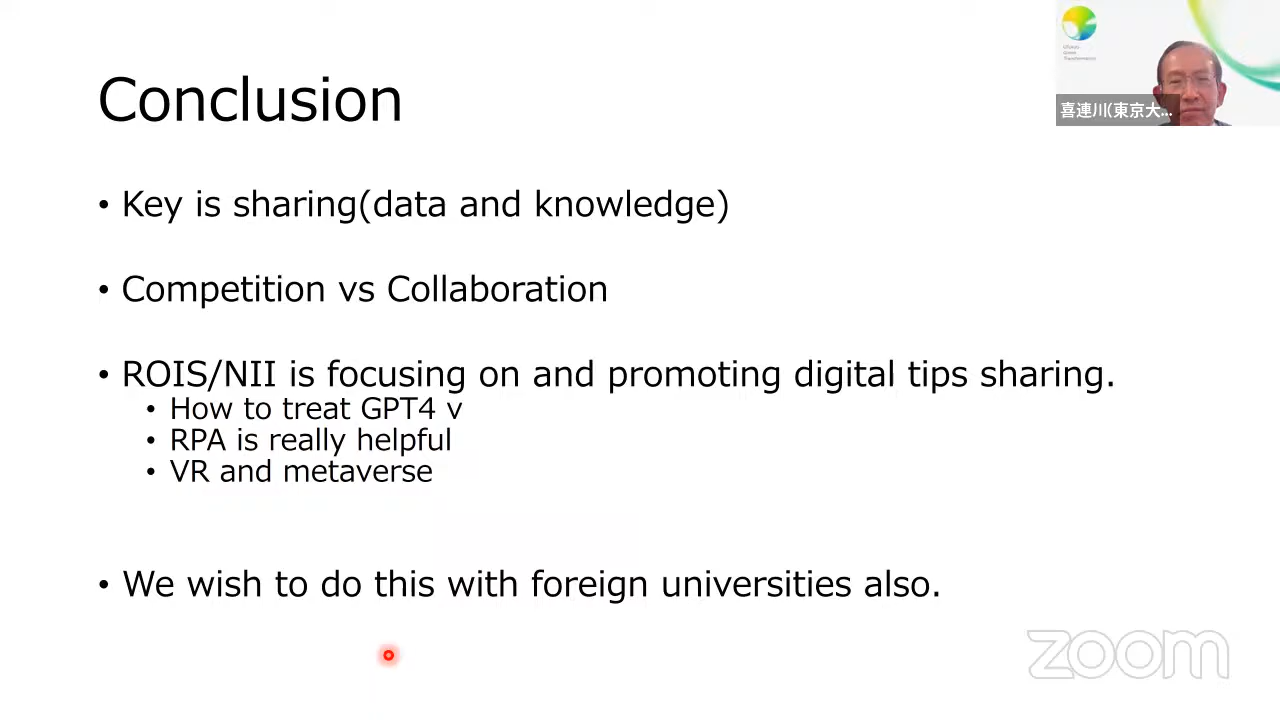 Conclusion
• Key is sharing(data and knowledge)
• Competition vs Collaboration
• ROIS/NII is focusing on and promoting digital tips sharing.
• How to treat GPT4 v
• RPA is really helpful
• VR and metaverse
• We wish to do this with foreign universities also.
喜連川(東京大...
zoom